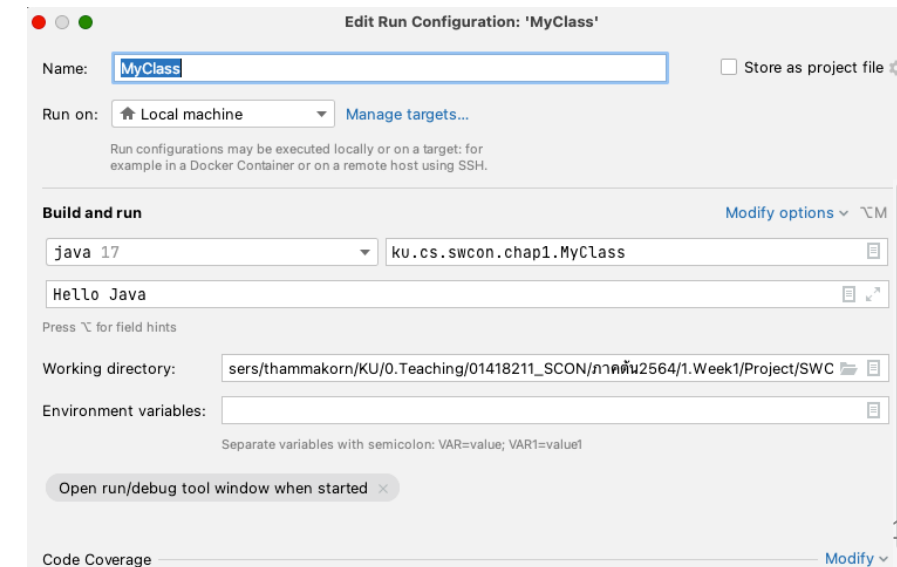 Edit Run Configuration: 'MyClass'
Name: MyClass Store as project file
Run on: Local machine Manage targets...
Run configurations may be executed locally or on a target: for
example in a Docker Container or on a remote host using SSH.
Build and run Modify options ⌥M
java 17 ku.cs.swcon.chap1.MyClass
Hello Java
Press ⌥ for field hints
Working directory: sers/thammakorn/KU/0.Teaching/01418211_SCON/ภาคต้น2564/1.Week1/Project/SWC
Environment variables:
Separate variables with semicolon: VAR=value; VAR1=value1
Open run/debug tool window when started ×
Code Coverage Modify